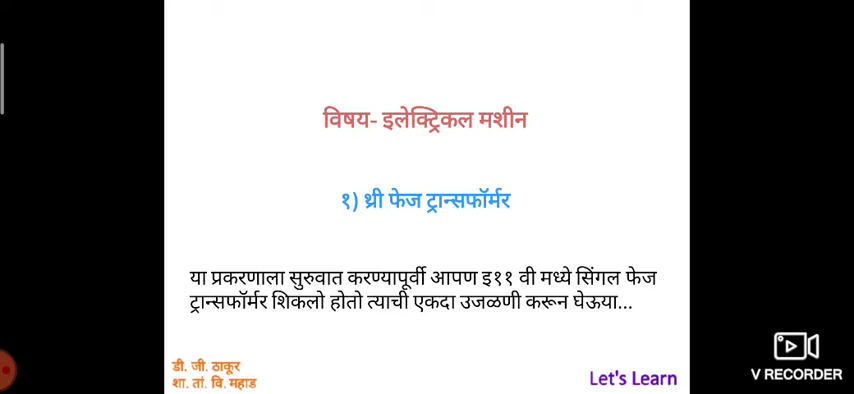 विषय- इलेक्ट्रिकल मशीन
१) थ्री फेज ट्रान्सफॉर्मर
या प्रकरणाला सुरुवात करण्यापूर्वी आपण इ११ वी मध्ये सिंगल फेज
ट्रान्सफॉर्मर शिकलो होतो त्याची एकदा उजळणी करून घेऊया...
डी. जी. ठाकूर
शा. तां. वि. महाड
Let's Learn
V RECORDER